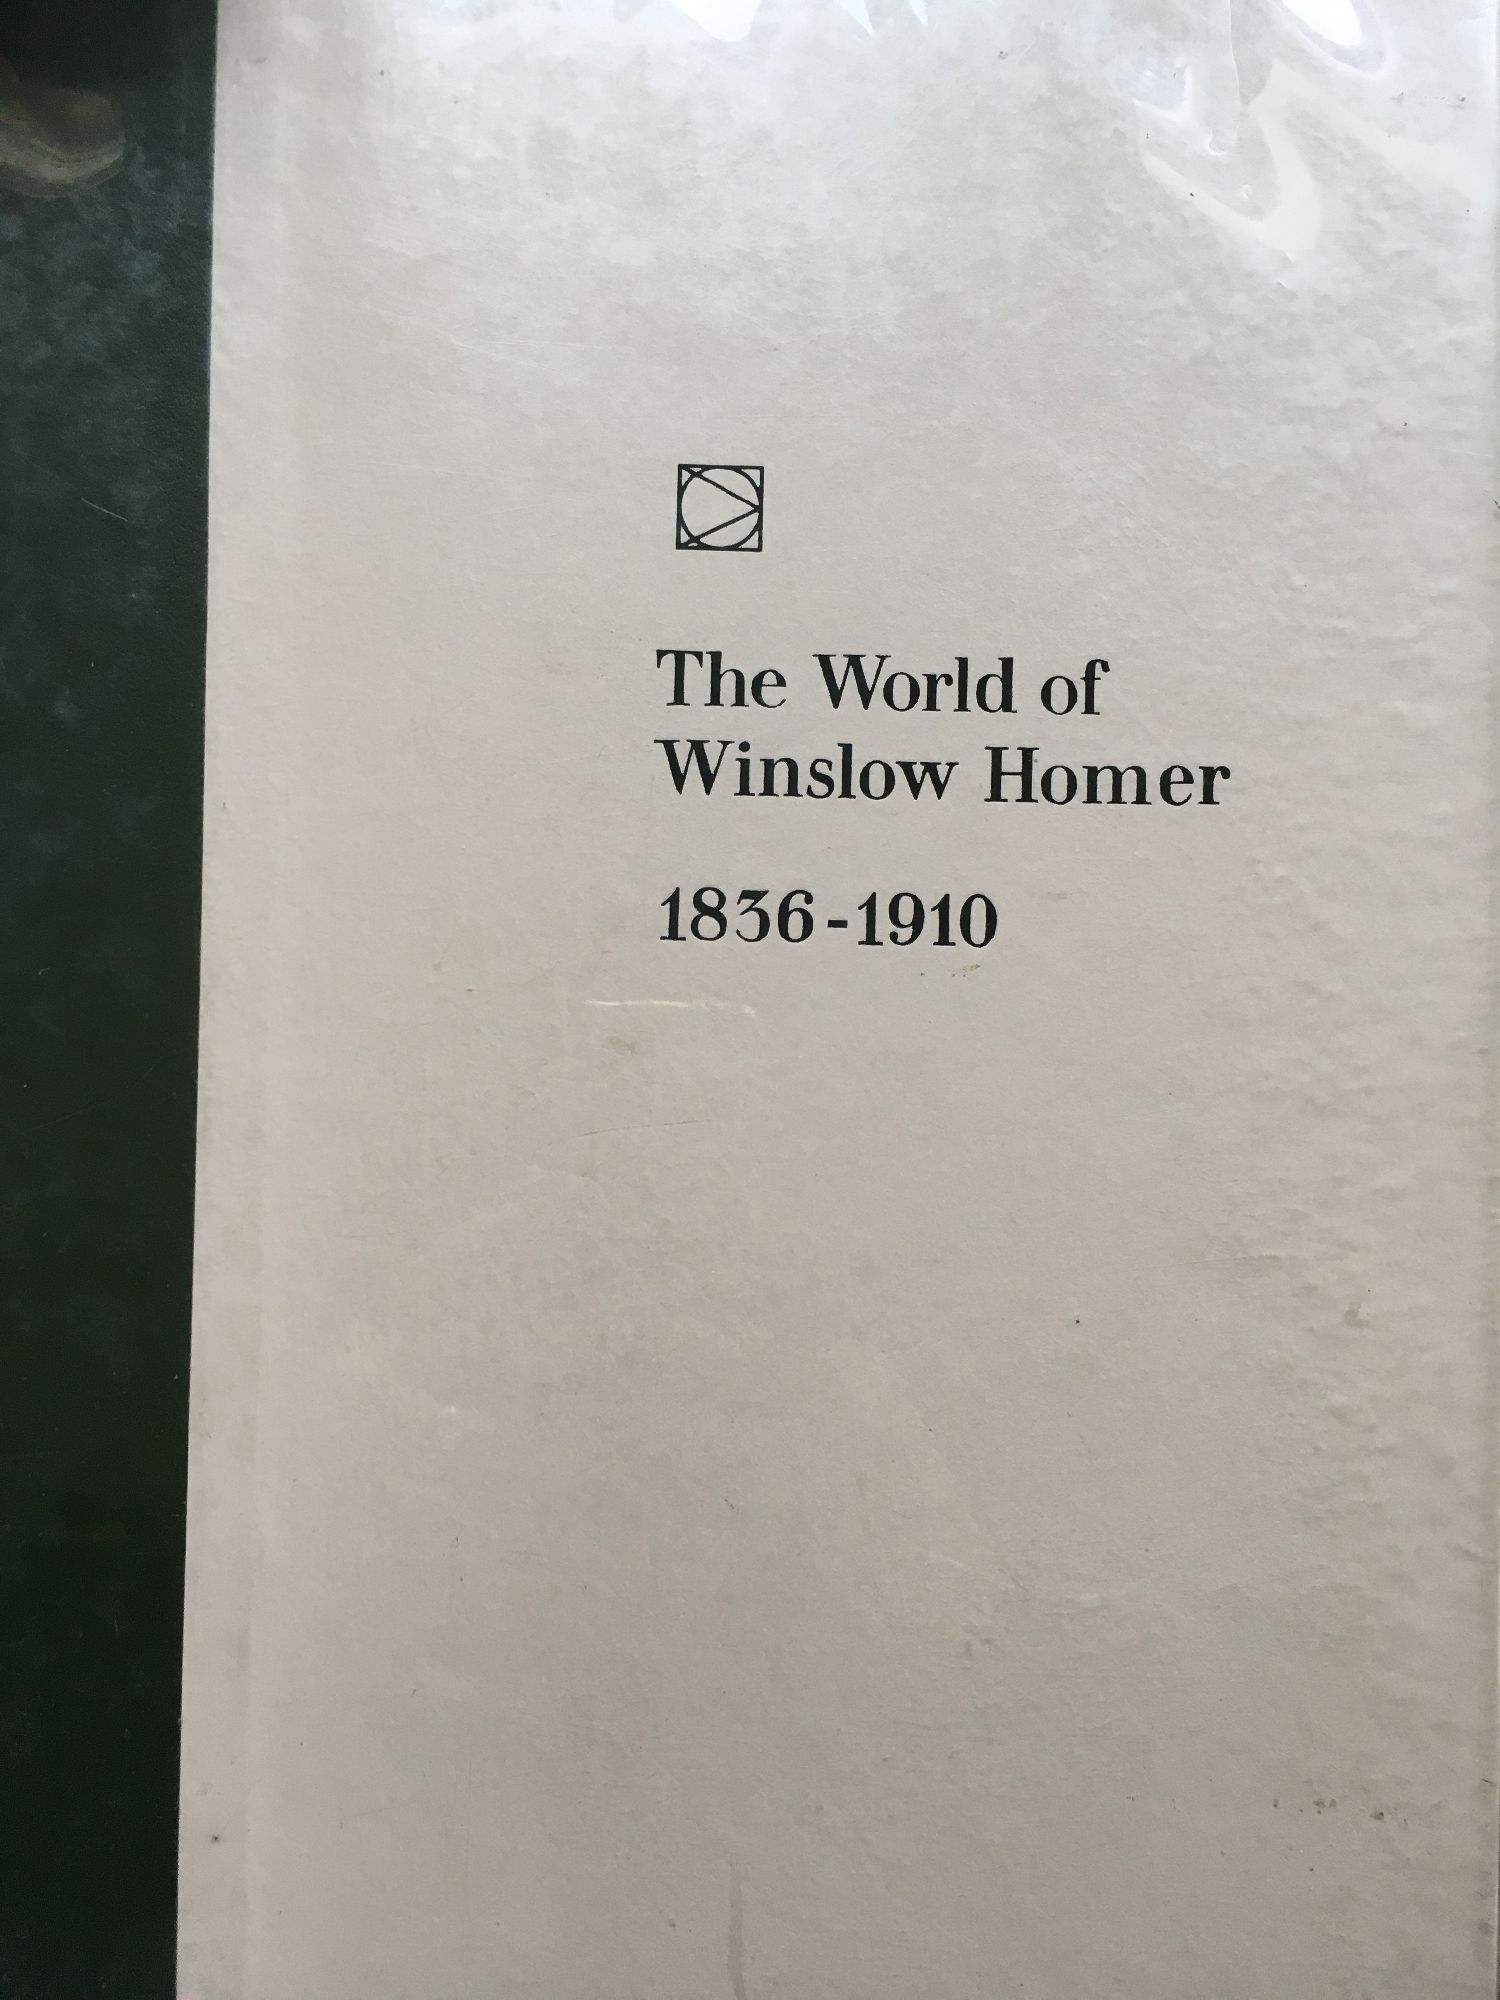 The World of
Winslow Homer
1836-1910